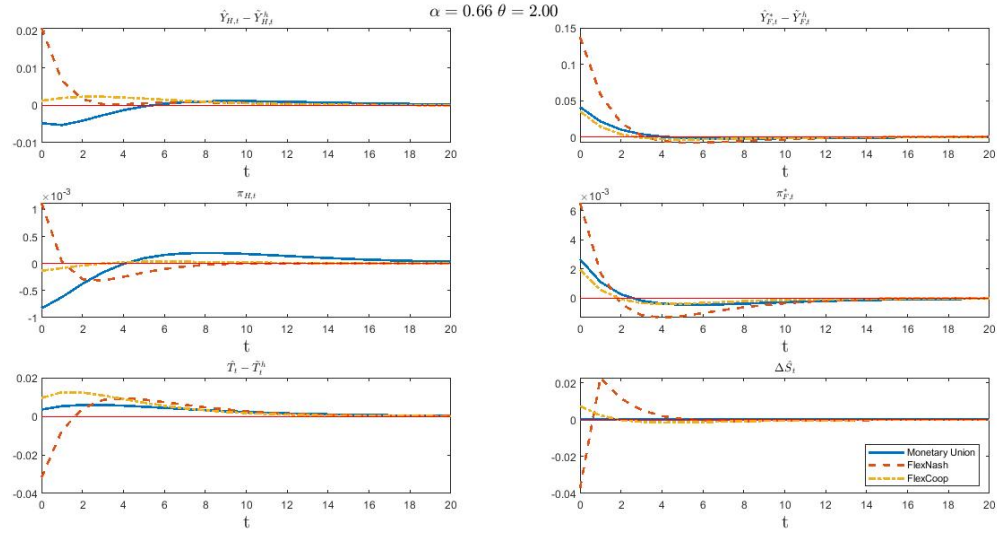 α = 0.66 θ = 2.00
Ŷ_{H,t} − Ỹ^h_{H,t}
0.02
0.01
0
-0.01
0 2 4 6 8 10 12 14 16 18 20
t
Ŷ^*_{F,t} − Ỹ^h_{F,t}
0.15
0.1
0.05
0
0 2 4 6 8 10 12 14 16 18 20
t
π_{H,t}
×10^{-3}
1
0.5
0
-0.5
-1
0 2 4 6 8 10 12 14 16 18 20
t
π^*_{F,t}
×10^{-3}
6
4
2
0
0 2 4 6 8 10 12 14 16 18 20
t
T̂_t − T̃^h_t
0.02
0
-0.02
-0.04
0 2 4 6 8 10 12 14 16 18 20
t
ΔŜ_t
0.02
0
-0.02
-0.04
0 2 4 6 8 10 12 14 16 18 20
t
Monetary Union
FlexNash
FlexCoop